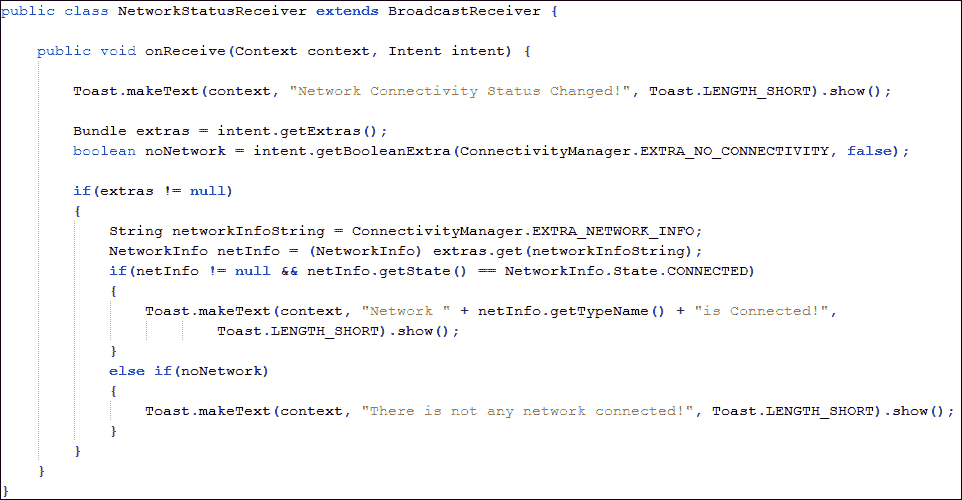 public class NetworkStatusReceiver extends BroadcastReceiver {
public void onReceive(Context context, Intent intent) {
Toast.makeText(context, "Network Connectivity Status Changed!", Toast.LENGTH_SHORT).show();
Bundle extras = intent.getExtras();
boolean noNetwork = intent.getBooleanExtra(ConnectivityManager.EXTRA_NO_CONNECTIVITY, false);
if(extras != null)
{
String networkInfoString = ConnectivityManager.EXTRA_NETWORK_INFO;
NetworkInfo netInfo = (NetworkInfo) extras.get(networkInfoString);
if(netInfo != null && netInfo.getState() == NetworkInfo.State.CONNECTED)
{
Toast.makeText(context, "Network " + netInfo.getTypeName() + "is Connected!",
Toast.LENGTH_SHORT).show();
}
else if(noNetwork)
{
Toast.makeText(context, "There is not any network connected!", Toast.LENGTH_SHORT).show();
}
}
}
}